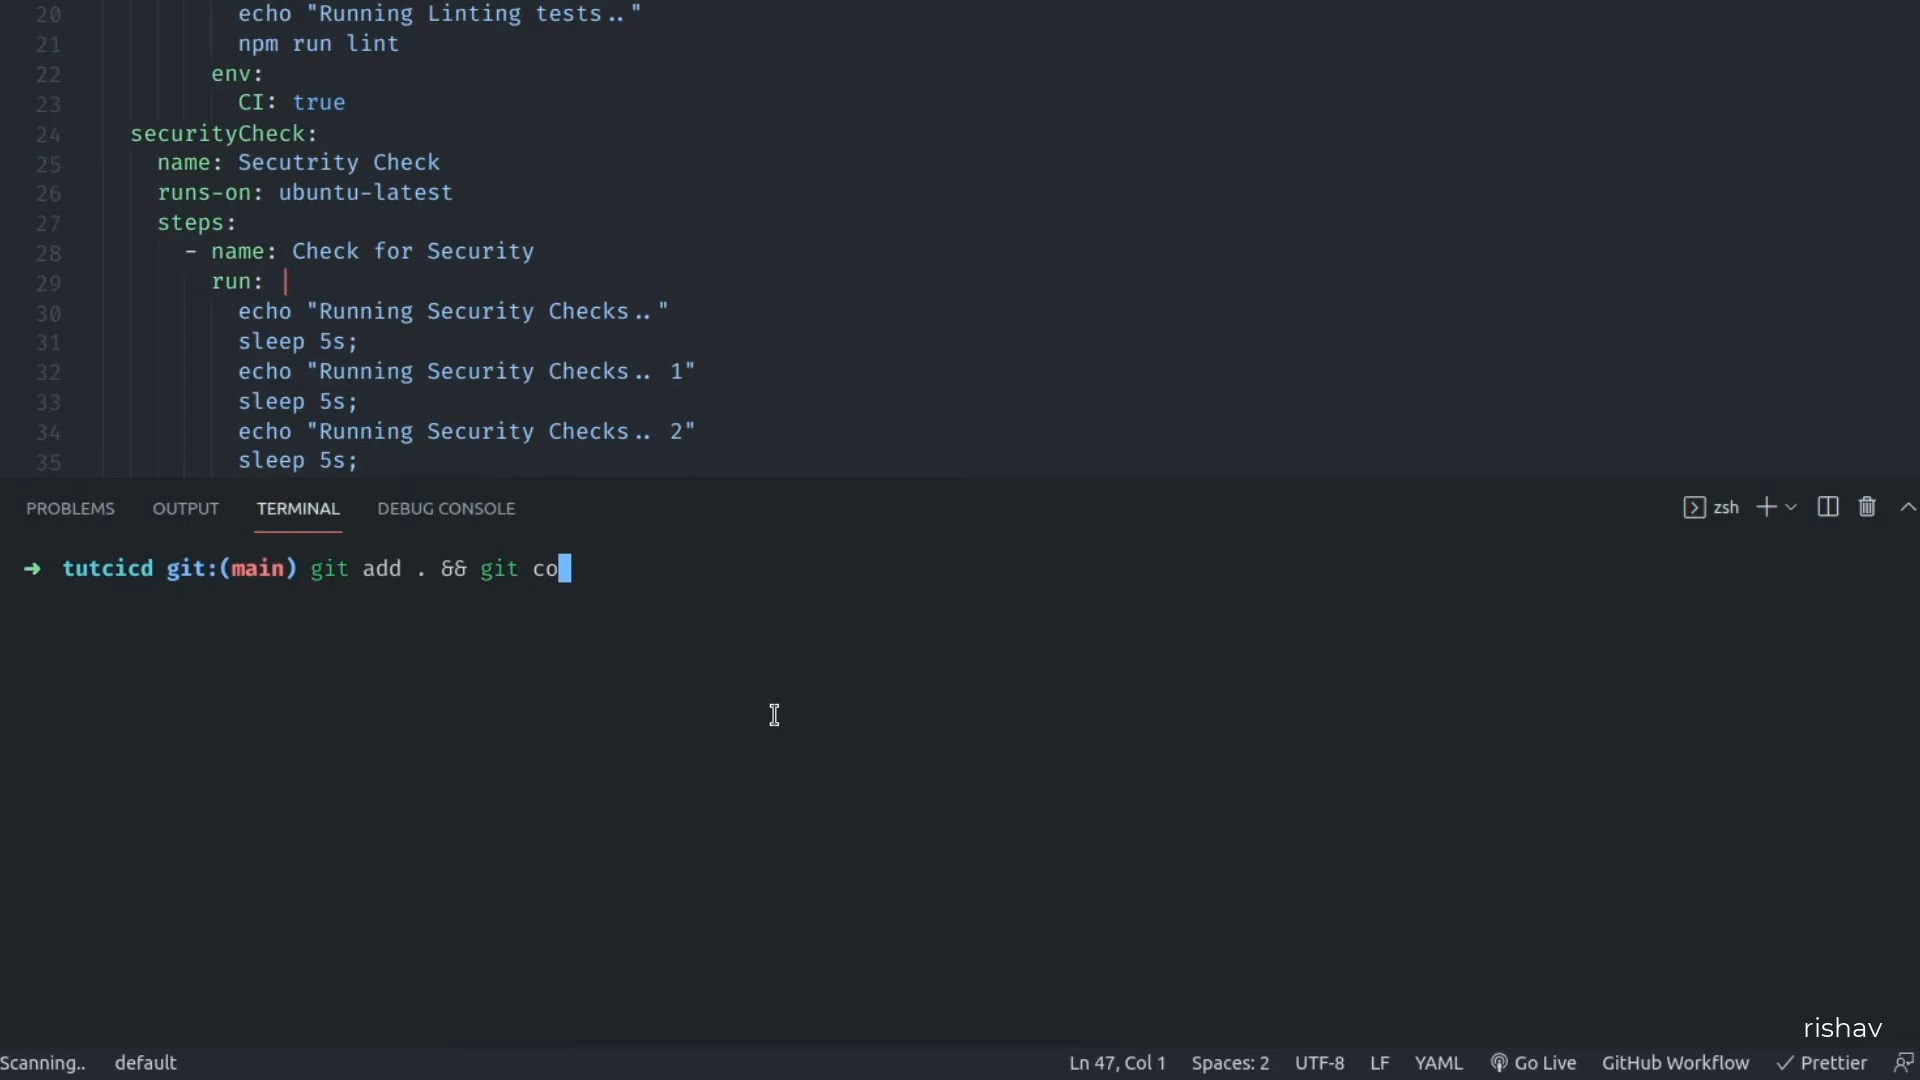 20 echo "Running Linting tests.."
21 npm run lint
22 env:
23 CI: true
24 securityCheck:
25 name: Secutrity Check
26 runs-on: ubuntu-latest
27 steps:
28 - name: Check for Security
29 run: |
30 echo "Running Security Checks.."
31 sleep 5s;
32 echo "Running Security Checks.. 1"
33 sleep 5s;
34 echo "Running Security Checks.. 2"
35 sleep 5s;
PROBLEMS OUTPUT TERMINAL DEBUG CONSOLE zsh
➜ tutcicd git:(main) git add . && git co
rishav
Scanning.. default Ln 47, Col 1 Spaces: 2 UTF-8 LF YAML Go Live GitHub Workflow ✓ Prettier